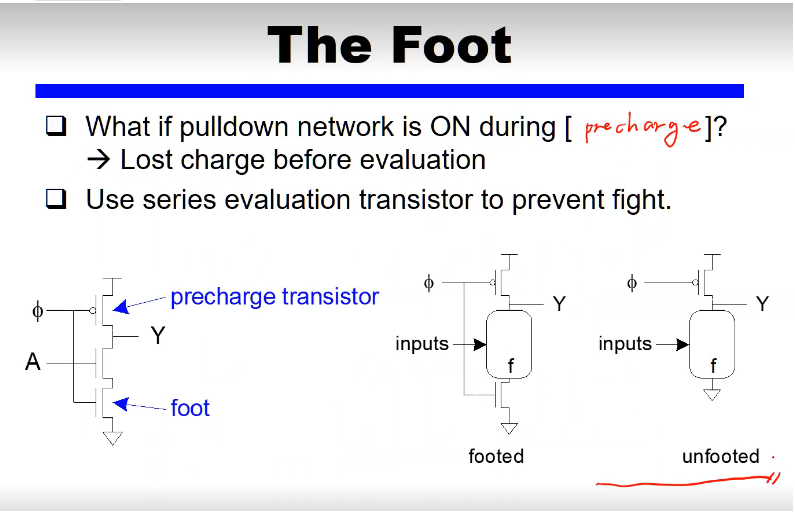 The Foot
❑ What if pulldown network is ON during [ precharge]?
→ Lost charge before evaluation
❑ Use series evaluation transistor to prevent fight.
ϕ
precharge transistor
Y
A
foot
ϕ
Y
inputs
f
footed
ϕ
Y
inputs
f
unfooted